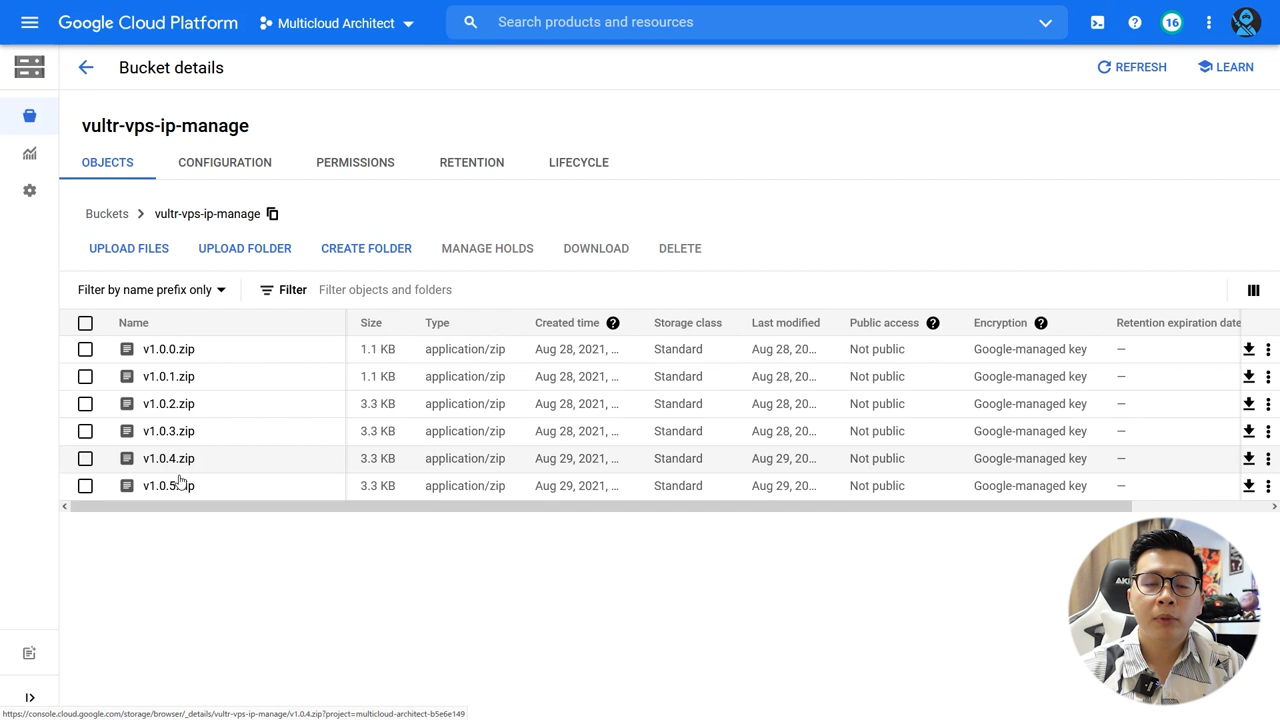 Google Cloud Platform
Multicloud Architect
Search products and resources
16
Bucket details
REFRESH
LEARN
vultr-vps-ip-manage
OBJECTS
CONFIGURATION
PERMISSIONS
RETENTION
LIFECYCLE
Buckets
vultr-vps-ip-manage
UPLOAD FILES
UPLOAD FOLDER
CREATE FOLDER
MANAGE HOLDS
DOWNLOAD
DELETE
Filter by name prefix only
Filter
Filter objects and folders
Name Size Type Created time Storage class Last modified Public access Encryption Retention expiration date
v1.0.0.zip 1.1 KB application/zip Aug 28, 2021, ... Standard Aug 28, 20... Not public Google-managed key —
v1.0.1.zip 1.1 KB application/zip Aug 28, 2021, ... Standard Aug 28, 20... Not public Google-managed key —
v1.0.2.zip 3.3 KB application/zip Aug 28, 2021, ... Standard Aug 28, 20... Not public Google-managed key —
v1.0.3.zip 3.3 KB application/zip Aug 28, 2021, ... Standard Aug 28, 20... Not public Google-managed key —
v1.0.4.zip 3.3 KB application/zip Aug 29, 2021, ... Standard Aug 29, 20... Not public Google-managed key —
v1.0.5.zip 3.3 KB application/zip Aug 29, 2021, ... Standard Aug 29, 20... Not public Google-managed key —
https://console.cloud.google.com/storage/browser/_details/vultr-vps-ip-manage/v1.0.4.zip?project=multicloud-architect-b5e6e149